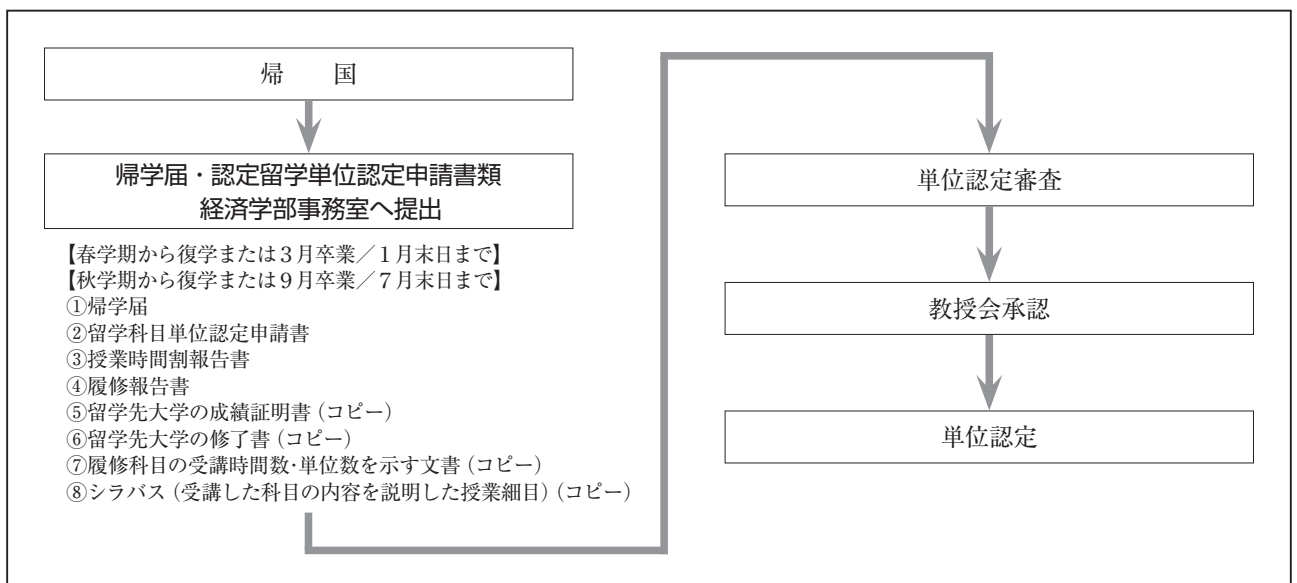 帰　国
帰学届・認定留学単位認定申請書類
経済学部事務室へ提出
【春学期から復学または３月卒業／１月末日まで】
【秋学期から復学または９月卒業／７月末日まで】
①帰学届
②留学科目単位認定申請書
③授業時間割報告書
④履修報告書
⑤留学先大学の成績証明書（コピー）
⑥留学先大学の修了書（コピー）
⑦履修科目の受講時間数・単位数を示す文書（コピー）
⑧シラバス（受講した科目の内容を説明した授業細目）（コピー）
単位認定審査
教授会承認
単位認定